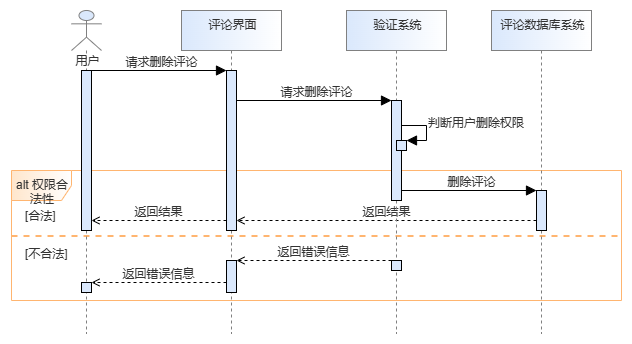 评论界面
验证系统
评论数据库系统
用户
请求删除评论
请求删除评论
判断用户删除权限
alt 权限合
法性
删除评论
[合法]
返回结果
返回结果
[不合法]
返回错误信息
返回错误信息